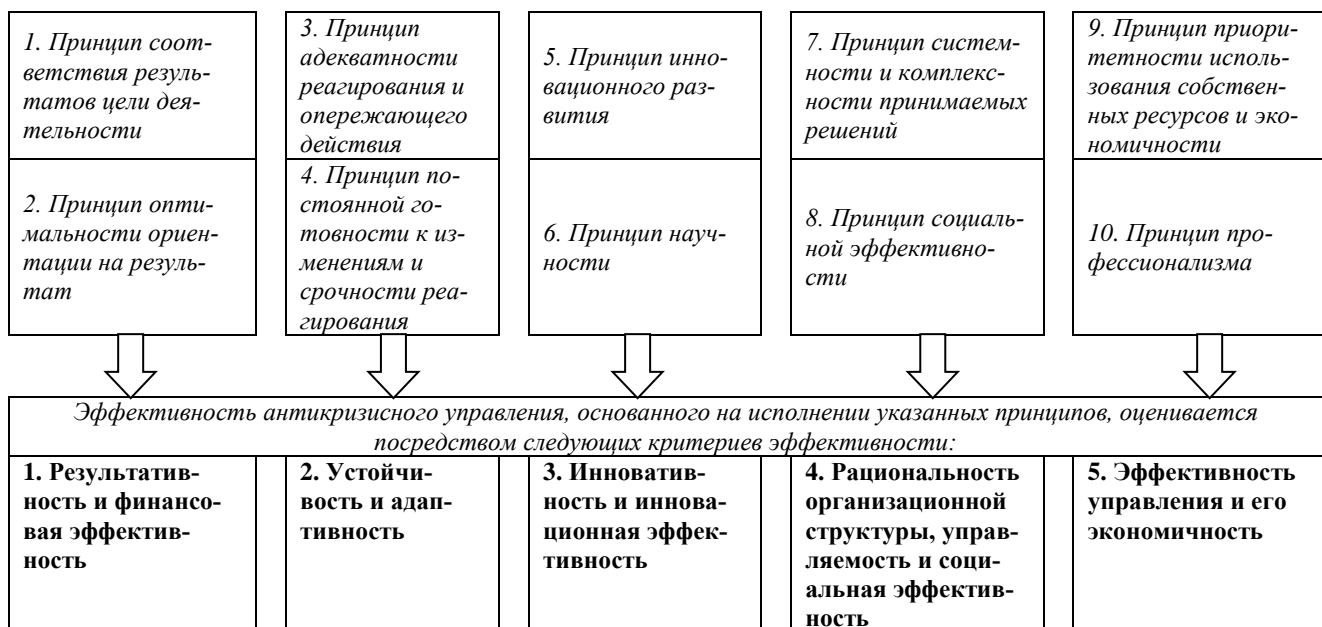 1. Принцип соот-
ветствия резуль-
татов цели дея-
тельности
2. Принцип опти-
мальности ориен-
тации на резуль-
тат
3. Принцип
адекватности
реагирования и
опережающего
действия
4. Принцип по-
стоянной го-
товности к из-
менениям и
срочности реа-
гирования
5. Принцип инно-
вационного раз-
вития
6. Принцип науч-
ности
7. Принцип систем-
ности и комплекс-
ности принимаемых
решений
8. Принцип социаль-
ной эффективно-
сти
9. Принцип приори-
тетности исполь-
зования собствен-
ных ресурсов и эко-
номичности
10. Принцип про-
фессионализма
Эффективность антикризисного управления, основанного на исполнении указанных принципов, оценивается
посредством следующих критериев эффективности:
1. Результатив-
ность и финансо-
вая эффектив-
ность
2. Устойчи-
вость и адап-
тивность
3. Инноватив-
ность и иннова-
ционная эффек-
тивность
4. Рациональность
организационной
структуры, управ-
ляемость и соци-
альная эффектив-
ность
5. Эффективность
управления и его
экономичность